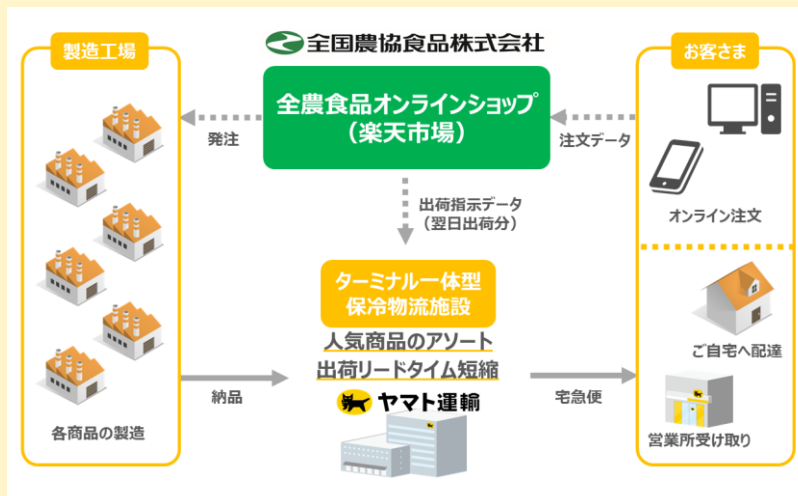 全国農協食品株式会社
製造工場
お客さま
全農食品オンラインショップ
（楽天市場）
発注
注文データ
オンライン注文
出荷指示データ
（翌日出荷分）
ターミナル一体型
保冷物流施設
人気商品のアソート
出荷リードタイム短縮
ヤマト運輸
納品
宅急便
各商品の製造
ご自宅へ配達
営業所受け取り